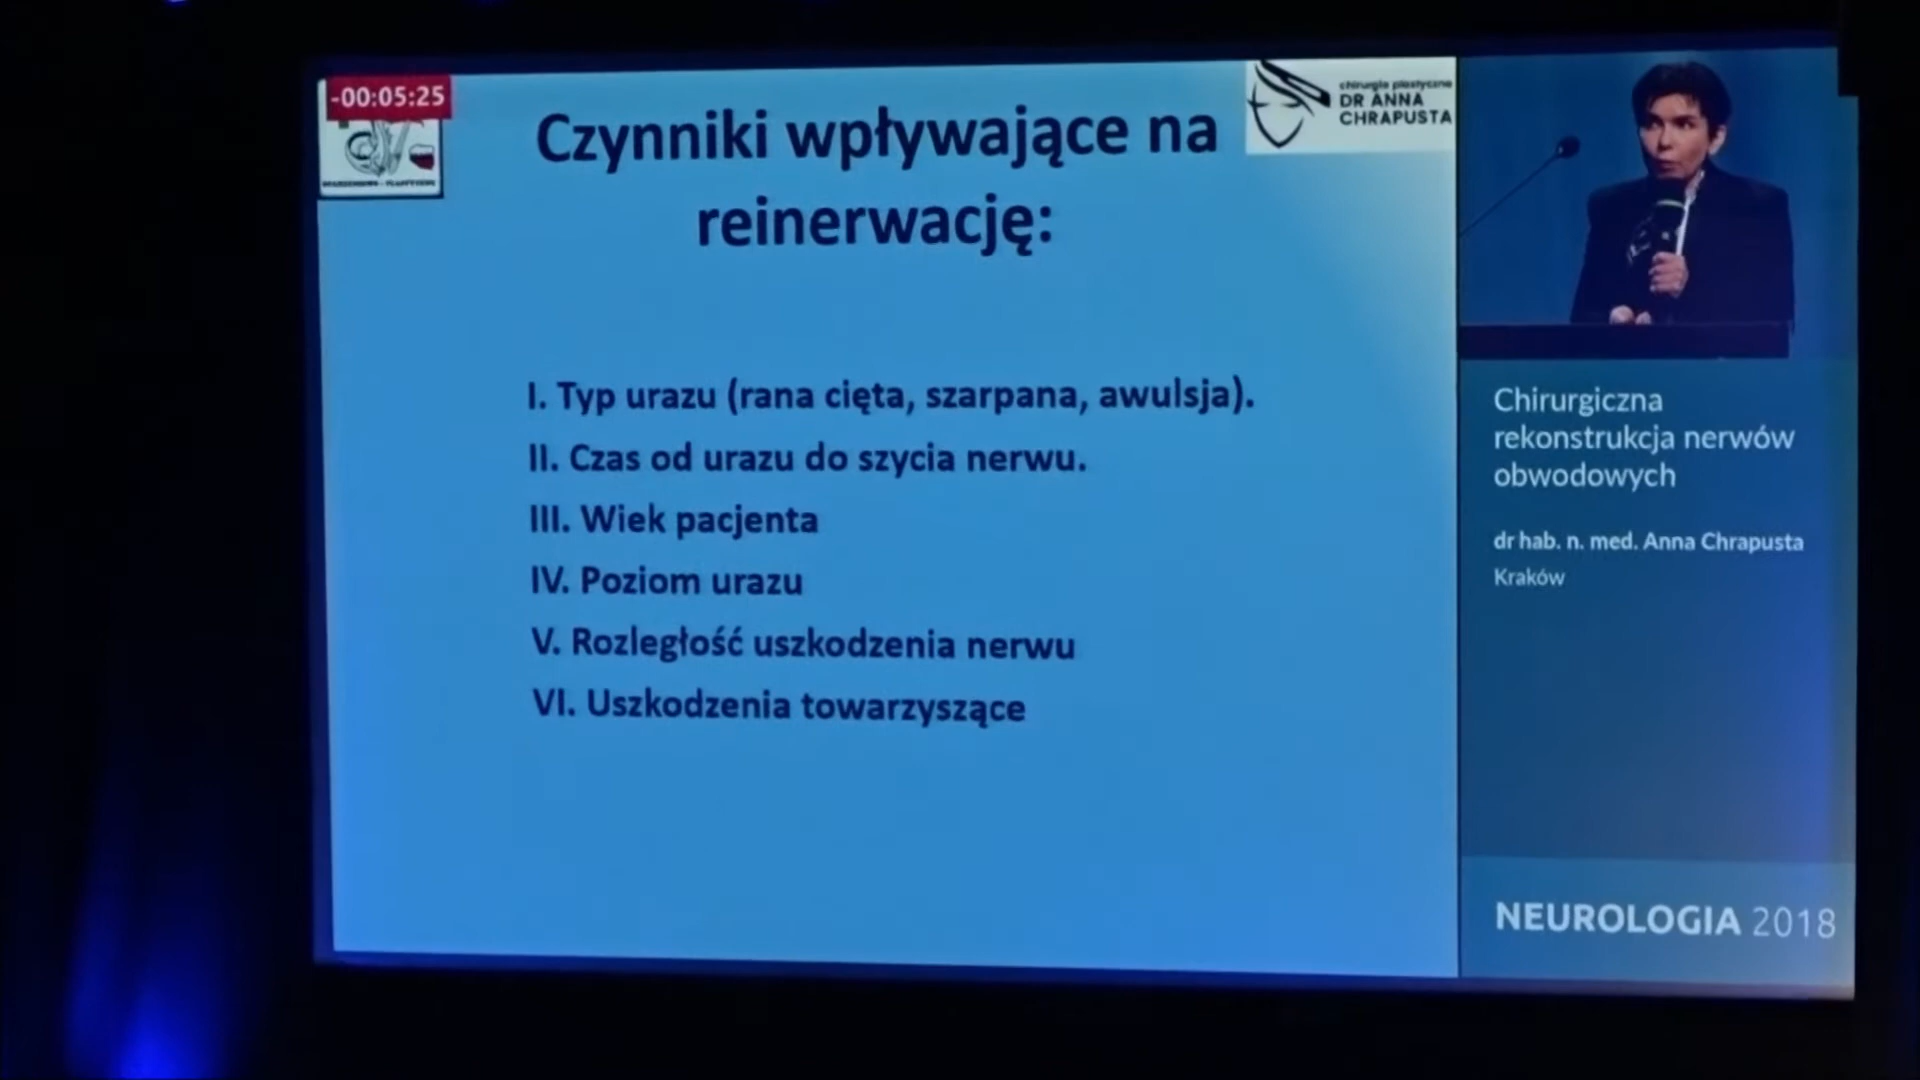 -00:05:25
chirurgia plastyczna
DR ANNA
CHRAPUSTA
Czynniki wpływające na
reinerwację:
I. Typ urazu (rana cięta, szarpana, awulsja).
II. Czas od urazu do szycia nerwu.
III. Wiek pacjenta
IV. Poziom urazu
V. Rozległość uszkodzenia nerwu
VI. Uszkodzenia towarzyszące
Chirurgiczna
rekonstrukcja nerwów
obwodowych
dr hab. n. med. Anna Chrapusta
Kraków
NEUROLOGIA 2018